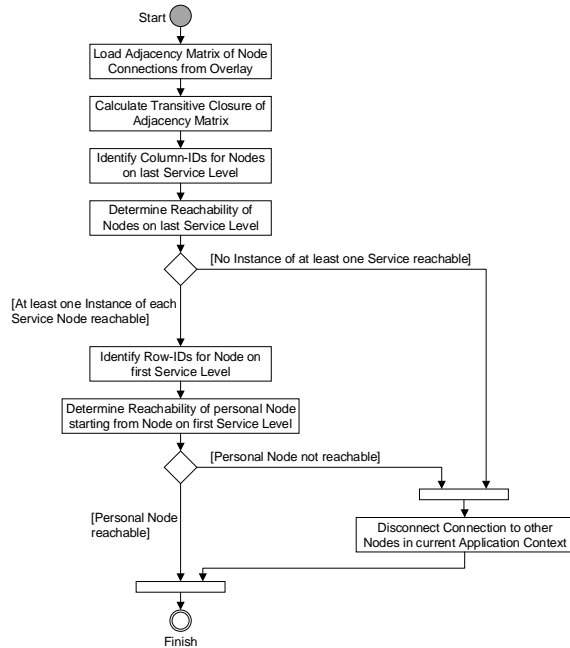 Start
Load Adjacency Matrix of Node
Connections from Overlay
Calculate Transitive Closure of
Adjacency Matrix
Identify Column-IDs for Nodes
on last Service Level
Determine Reachability of
Nodes on last Service Level
[No Instance of at least one Service reachable]
[At least one Instance of each
Service Node reachable]
Identify Row-IDs for Node on
first Service Level
Determine Reachability of personal Node
starting from Node on first Service Level
[Personal Node not reachable]
[Personal Node
reachable]
Disconnect Connection to other
Nodes in current Application Context
Finish